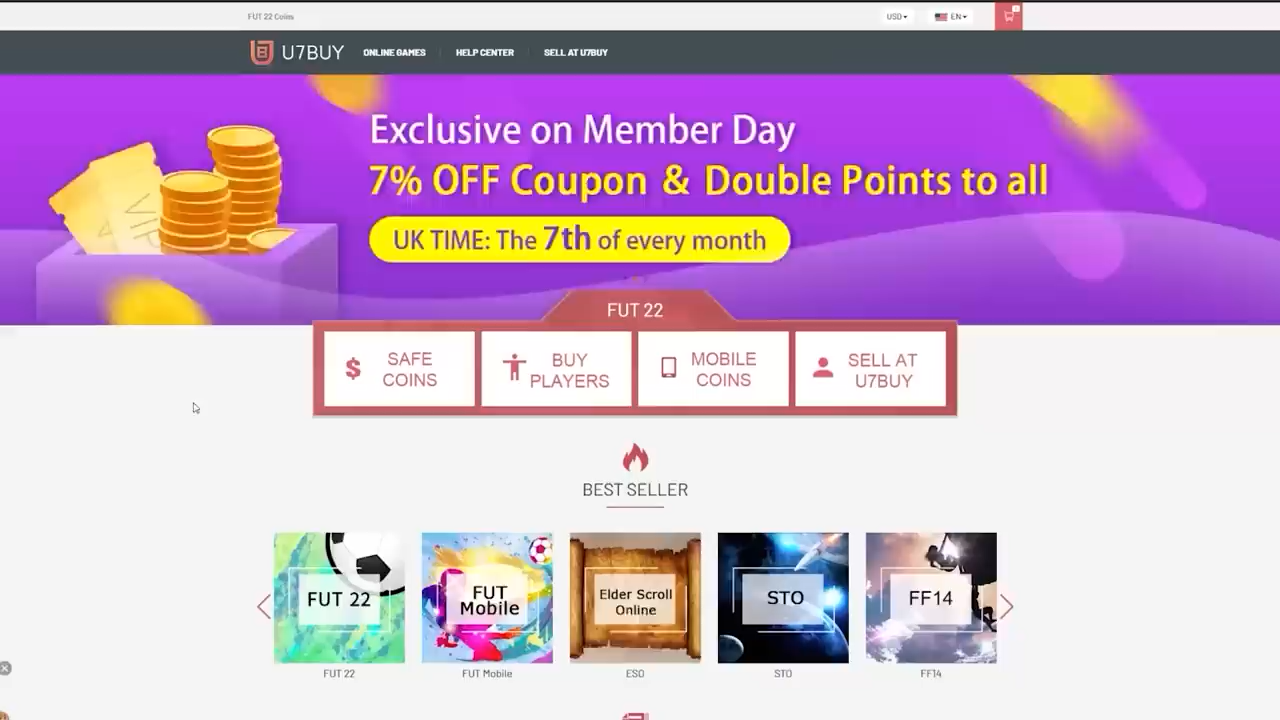 FUT 22 Coins
USD
EN
U7BUY
ONLINE GAMES
HELP CENTER
SELL AT U7BUY
Exclusive on Member Day
7% OFF Coupon & Double Points to all
UK TIME: The 7th of every month
VIP
FUT 22
SAFE
COINS
BUY
PLAYERS
MOBILE
COINS
SELL AT
U7BUY
BEST SELLER
FUT 22
FUT
Mobile
Elder Scroll
Online
STO
FF14
FUT 22
FUT Mobile
ESO
STO
FF14